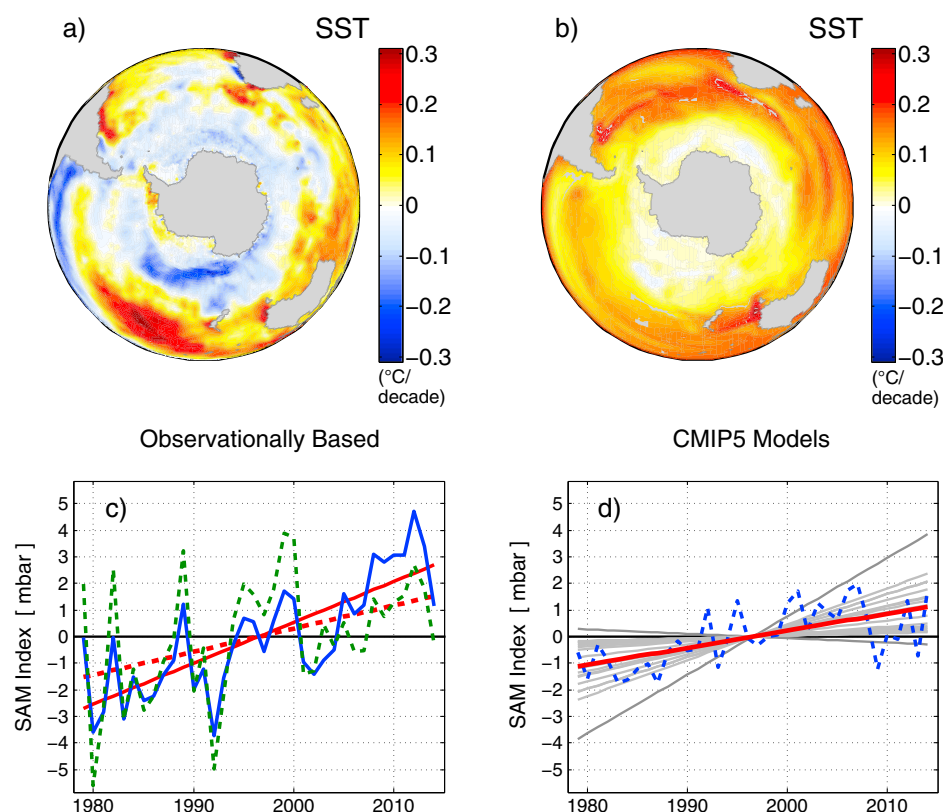 a) SST
0.3
0.2
0.1
0
−0.1
−0.2
−0.3
(°C/
decade)
b) SST
0.3
0.2
0.1
0
−0.1
−0.2
−0.3
(°C/
decade)
Observationally Based
CMIP5 Models
c)
SAM Index [ mbar ]
5
4
3
2
1
0
−1
−2
−3
−4
−5
1980 1990 2000 2010
d)
SAM Index [ mbar ]
5
4
3
2
1
0
−1
−2
−3
−4
−5
1980 1990 2000 2010